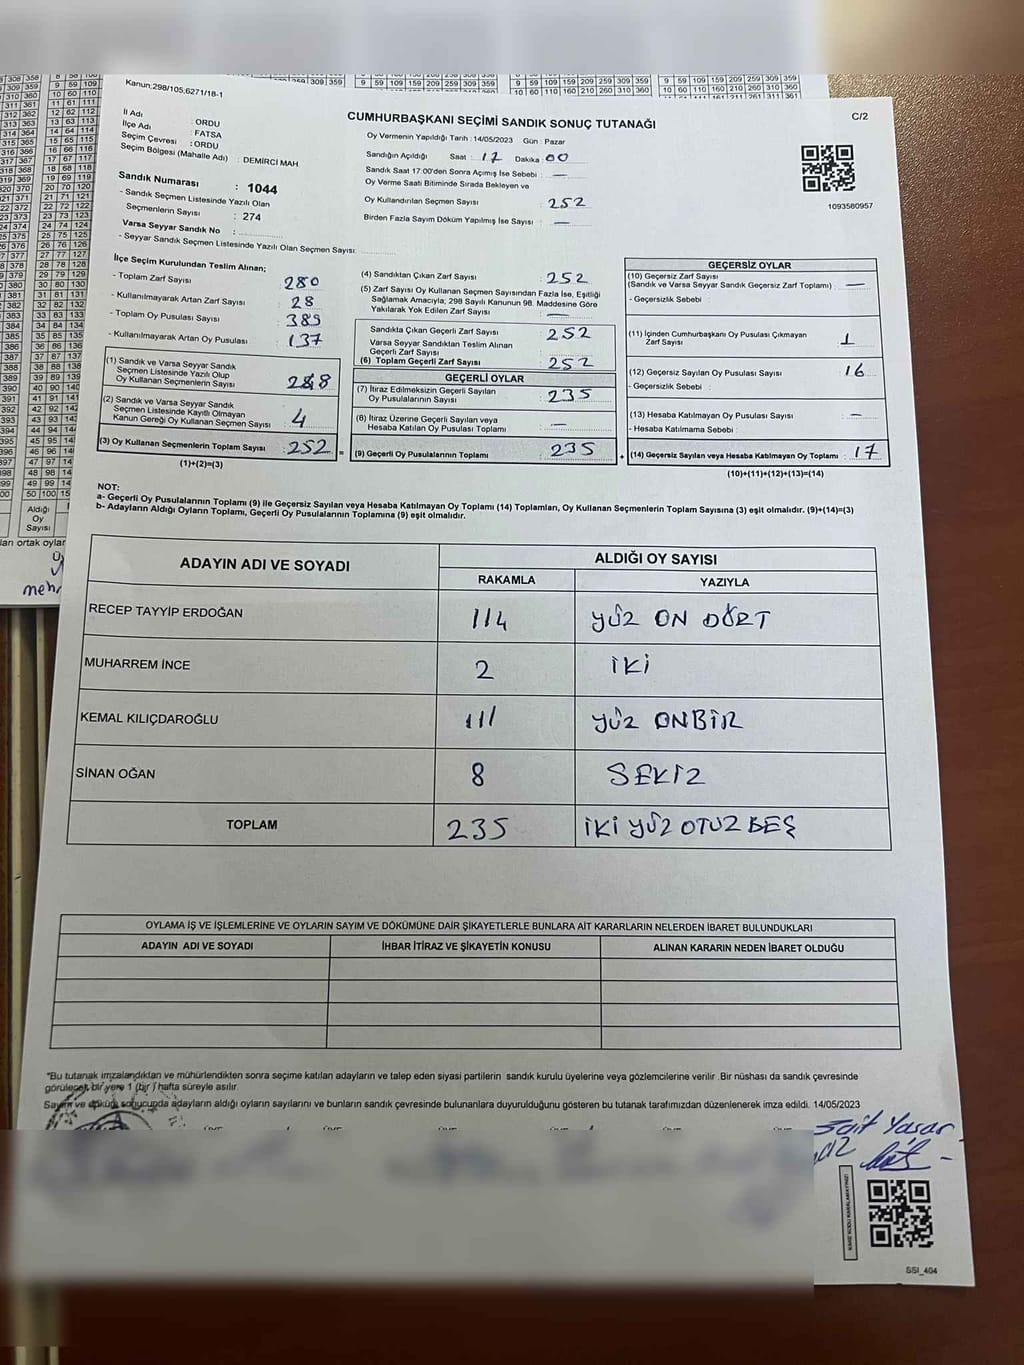 Kanun;298/105;6271/18-1
CUMHURBAŞKANI SEÇİMİ SANDIK SONUÇ TUTANAĞI
C/2
İl Adı : ORDU
İlçe Adı : FATSA
Seçim Çevresi : ORDU
Seçim Bölgesi (Mahalle Adı) : DEMİRCİ MAH
Sandık Numarası : 1044
- Sandık Seçmen Listesinde Yazılı Olan
Seçmenlerin Sayısı : 274
Varsa Seyyar Sandık No :
- Seyyar Sandık Seçmen Listesinde Yazılı Olan Seçmen Sayısı:
Oy Vermenin Yapıldığı Tarih : 14/05/2023 Gün : Pazar
Sandığın Açıldığı Saat : 17 Dakika : 00
Sandık Saat 17.00'den Sonra Açımış İse Sebebi : —
Oy Verme Saati Bitiminde Sırada Bekleyen ve
Oy Kullandırılan Seçmen Sayısı : 252
Birden Fazla Sayım Döküm Yapılmış İse Sayısı : —
1093580957
İlçe Seçim Kurulundan Teslim Alınan;
- Toplam Zarf Sayısı : 280
- Kullanılmayarak Artan Zarf Sayısı : 28
- Toplam Oy Pusulası Sayısı : 389
- Kullanılmayarak Artan Oy Pusulası : 137
(1) Sandık ve Varsa Seyyar Sandık
Seçmen Listesinde Yazılı Olup
Oy Kullanan Seçmenlerin Sayısı : 248
(2) Sandık ve Varsa Seyyar Sandık
Seçmen Listesinde Kayıtlı Olmayan
Kanun Gereği Oy Kullanan Seçmen Sayısı : 4
(3) Oy Kullanan Seçmenlerin Toplam Sayısı : 252
(1)+(2)=(3)
(4) Sandıktan Çıkan Zarf Sayısı : 252
(5) Zarf Sayısı Oy Kullanan Seçmen Sayısından Fazla İse, Eşitliği
Sağlamak Amacıyla; 298 Sayılı Kanunun 98. Maddesine Göre
Yakılarak Yok Edilen Zarf Sayısı : —
Sandıkta Çıkan Geçerli Zarf Sayısı : 252
Varsa Seyyar Sandıktan Teslim Alınan
Geçerli Zarf Sayısı
(6) Toplam Geçerli Zarf Sayısı : 252
GEÇERLİ OYLAR
(7) İtiraz Edilmeksizin Geçerli Sayılan
Oy Pusulalarının Sayısı : 235
(8) İtiraz Üzerine Geçerli Sayılan veya
Hesaba Katılan Oy Pusulası Toplamı : —
= (9) Geçerli Oy Pusulalarının Toplamı : 235
GEÇERSİZ OYLAR
(10) Geçersiz Zarf Sayısı
(Sandık ve Varsa Seyyar Sandık Geçersiz Zarf Toplamı) : —
- Geçersizlik Sebebi :
(11) İçinden Cumhurbaşkanı Oy Pusulası Çıkmayan
Zarf Sayısı : 1
(12) Geçersiz Sayılan Oy Pusulası Sayısı : 16
- Geçersizlik Sebebi :
(13) Hesaba Katılmayan Oy Pusulası Sayısı : —
- Hesaba Katılmama Sebebi :
+ (14) Geçersiz Sayılan veya Hesaba Katılmayan Oy Toplamı : 17
(10)+(11)+(12)+(13)=(14)
NOT:
a- Geçerli Oy Pusulalarının Toplamı (9) ile Geçersiz Sayılan veya Hesaba Katılmayan Oy Toplamı (14) Toplamları, Oy Kullanan Seçmenlerin Toplam Sayısına (3) eşit olmalıdır. (9)+(14)=(3)
b- Adayların Aldığı Oyların Toplamı, Geçerli Oy Pusulalarının Toplamına (9) eşit olmalıdır.
ADAYIN ADI VE SOYADI
ALDIĞI OY SAYISI
RAKAMLA YAZIYLA
RECEP TAYYİP ERDOĞAN 114 YÜZ ON DÖRT
MUHARREM İNCE 2 İKİ
KEMAL KILIÇDAROĞLU 111 YÜZ ONBİR
SİNAN OĞAN 8 SEKİZ
TOPLAM 235 İKİ YÜZ OTUZ BEŞ
OYLAMA İŞ VE İŞLEMLERİNE VE OYLARIN SAYIM VE DÖKÜMÜNE DAİR ŞİKAYETLERLE BUNLARA AİT KARARLARIN NELERDEN İBARET BULUNDUKLARI
ADAYIN ADI VE SOYADI İHBAR İTİRAZ VE ŞİKAYETİN KONUSU ALINAN KARARIN NEDEN İBARET OLDUĞU
"Bu tutanak imzalandıktan ve mühürlendikten sonra seçime katılan adayların ve talep eden siyasi partilerin sandık kurulu üyelerine veya gözlemcilerine verilir .Bir nüshası da sandık çevresinde
görülecek bir yere 1 (bir ) hafta süreyle asılır.
Sayım ve döküm sonucunda adayların aldığı oyların sayılarını ve bunların sandık çevresinde bulunanlara duyurulduğunu gösteren bu tutanak tarafımızdan düzenlenerek imza edildi. 14/05/2023
Sait Yaşar
SSI_404
Aldığı
Oy
Sayısı